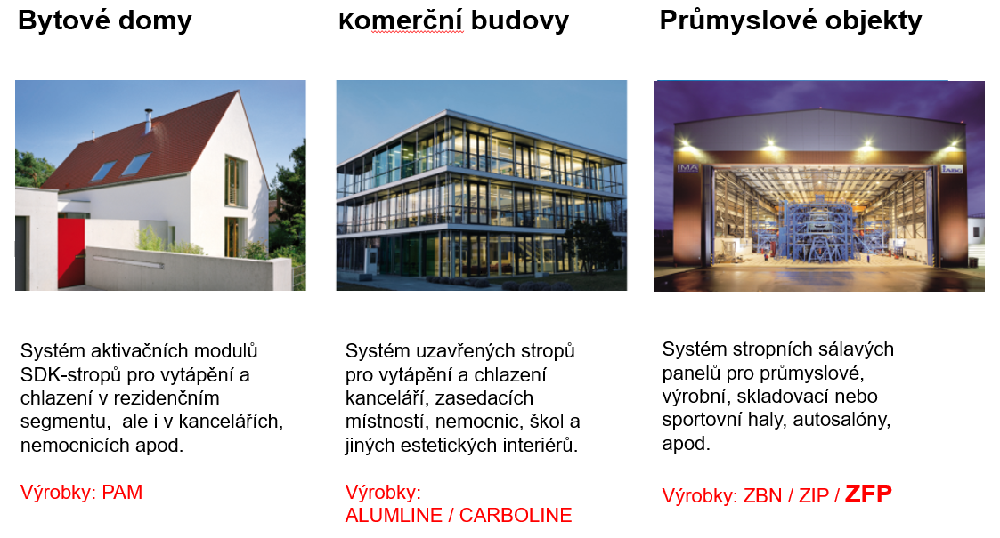 Bytové domy
Komerční budovy
Průmyslové objekty
IMA
Systém aktivačních modulů
SDK-stropů pro vytápění a
chlazení v rezidenčním
segmentu,  ale i v kancelářích,
nemocnicích apod.
Výrobky: PAM
Systém uzavřených stropů
pro vytápění a chlazení
kanceláří, zasedacích
místností, nemocnic, škol a
jiných estetických interiérů.
Výrobky:
ALUMLINE / CARBOLINE
Systém stropních sálavých
panelů pro průmyslové,
výrobní, skladovací nebo
sportovní haly, autosalóny,
apod.
Výrobky: ZBN / ZIP / ZFP